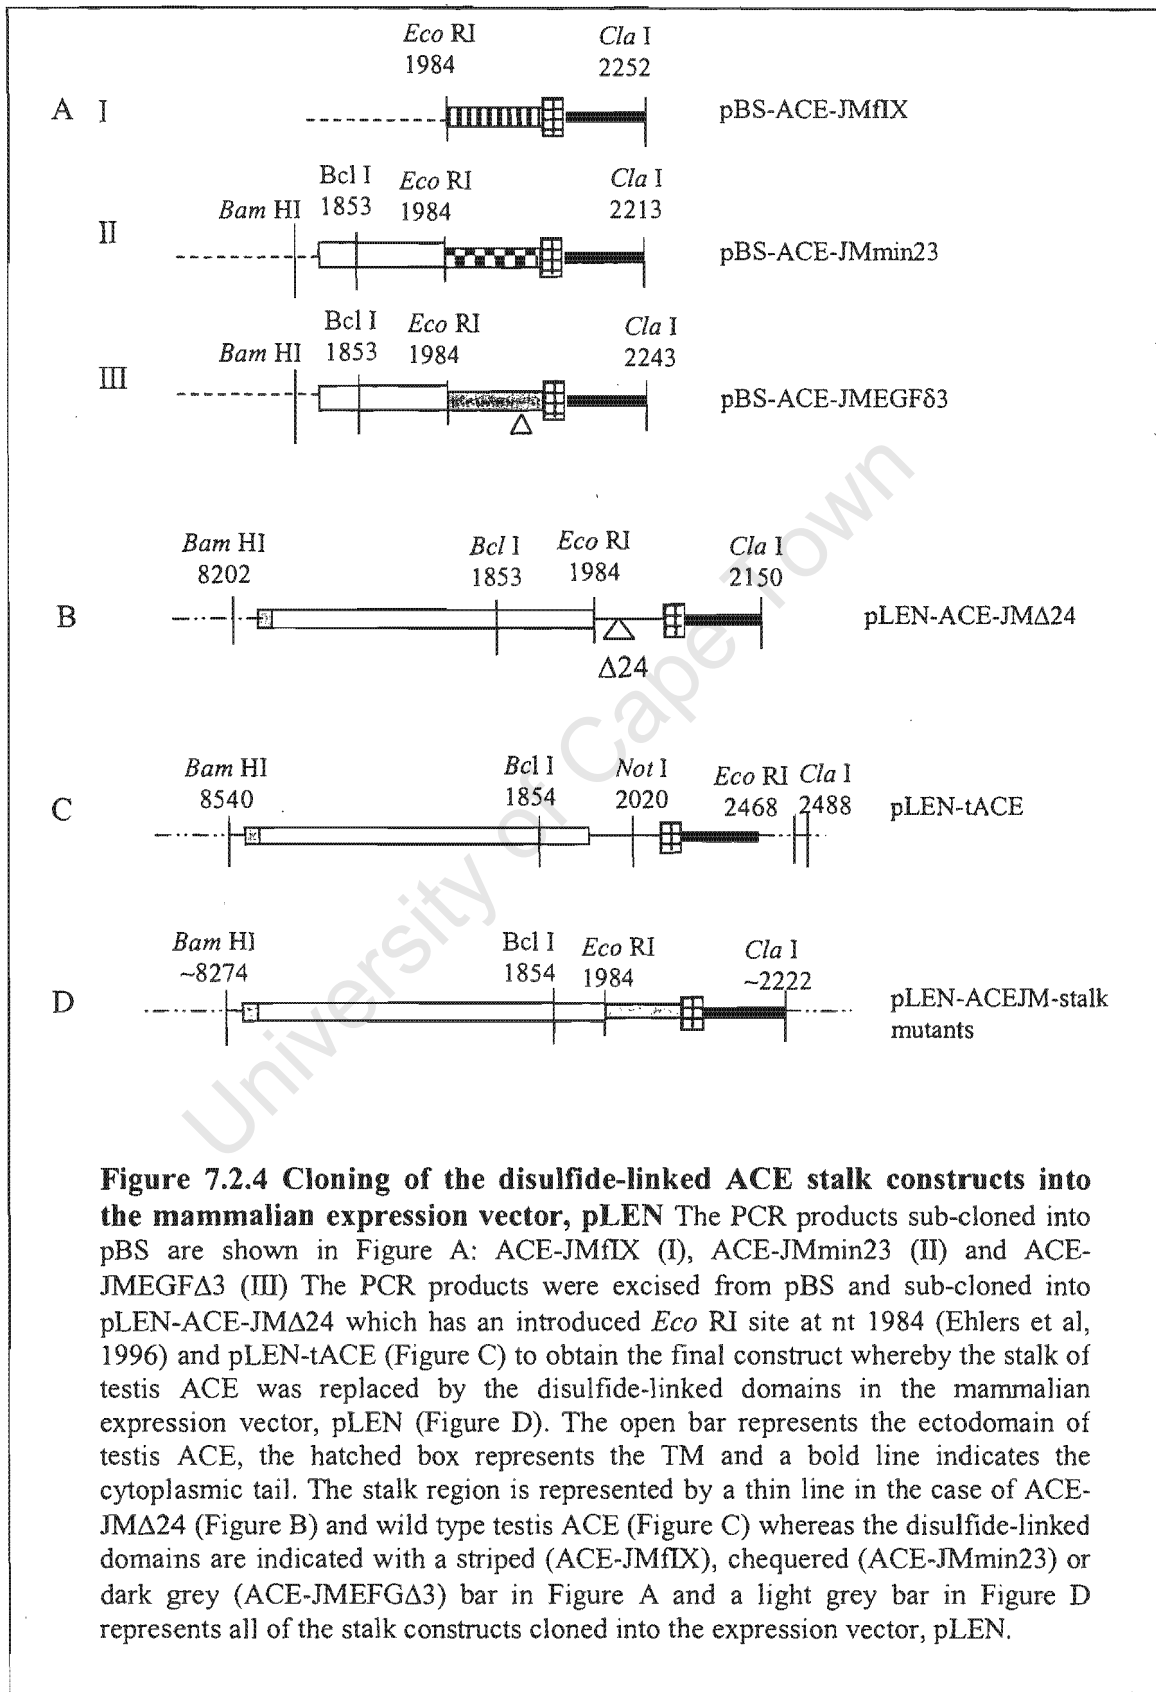 Eco RI Cla I
1984 2252
A I pBS-ACE-JMfIX
Bcl I Eco RI Cla I
Bam HI 1853 1984 2213
II pBS-ACE-JMmin23
Bcl I Eco RI Cla I
Bam HI 1853 1984 2243
III pBS-ACE-JMEGFδ3
Bam HI Bcl I Eco RI Cla I
8202 1853 1984 2150
B pLEN-ACE-JMΔ24
Δ24
Bam HI Bcl I Not I Eco RI Cla I
8540 1854 2020 2468 2488
C pLEN-tACE
Bam HI Bcl I Eco RI Cla I
~8274 1854 1984 ~2222
D pLEN-ACEJM-stalk
mutants
University of Cape Town
Figure 7.2.4 Cloning of the disulfide-linked ACE stalk constructs into
the mammalian expression vector, pLEN The PCR products sub-cloned into
pBS are shown in Figure A: ACE-JMfIX (I), ACE-JMmin23 (II) and ACE-
JMEGFΔ3 (III) The PCR products were excised from pBS and sub-cloned into
pLEN-ACE-JMΔ24 which has an introduced Eco RI site at nt 1984 (Ehlers et al,
1996) and pLEN-tACE (Figure C) to obtain the final construct whereby the stalk of
testis ACE was replaced by the disulfide-linked domains in the mammalian
expression vector, pLEN (Figure D). The open bar represents the ectodomain of
testis ACE, the hatched box represents the TM and a bold line indicates the
cytoplasmic tail. The stalk region is represented by a thin line in the case of ACE-
JMΔ24 (Figure B) and wild type testis ACE (Figure C) whereas the disulfide-linked
domains are indicated with a striped (ACE-JMfIX), chequered (ACE-JMmin23) or
dark grey (ACE-JMEFGΔ3) bar in Figure A and a light grey bar in Figure D
represents all of the stalk constructs cloned into the expression vector, pLEN.